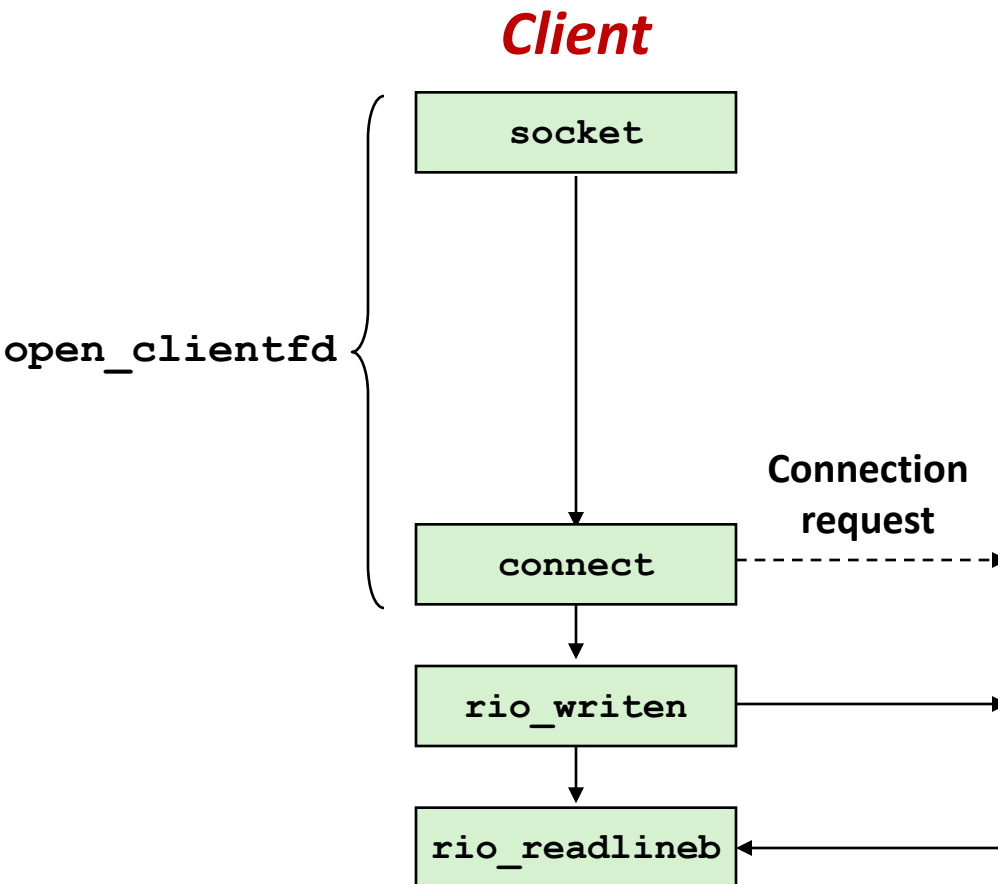 Client
socket
open_clientfd
Connection
request
connect
rio_writen
rio_readlineb